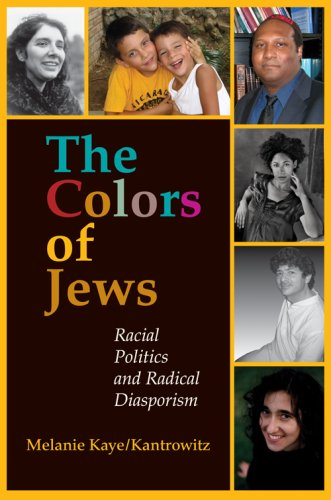 The
Colors
of
Jews
Racial
Politics
and Radical
Diasporism
Melanie Kaye/Kantrowitz